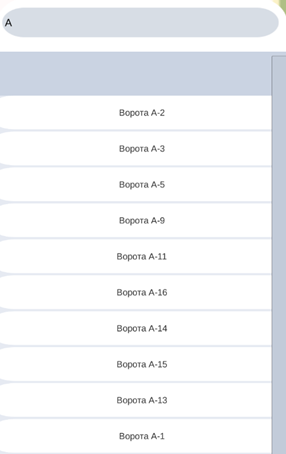 А
Ворота А-2
Ворота А-3
Ворота А-5
Ворота А-9
Ворота А-11
Ворота А-16
Ворота А-14
Ворота А-15
Ворота А-13
Ворота А-1